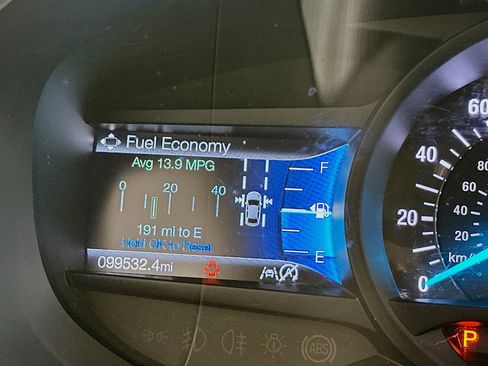 Fuel Economy
Avg 13.9 MPG
0 20 40
191 mi to E
Hold OK to Reset
099532.4mi
F
E
60
40
20
0
80
60
40
20
km/
ABS
P